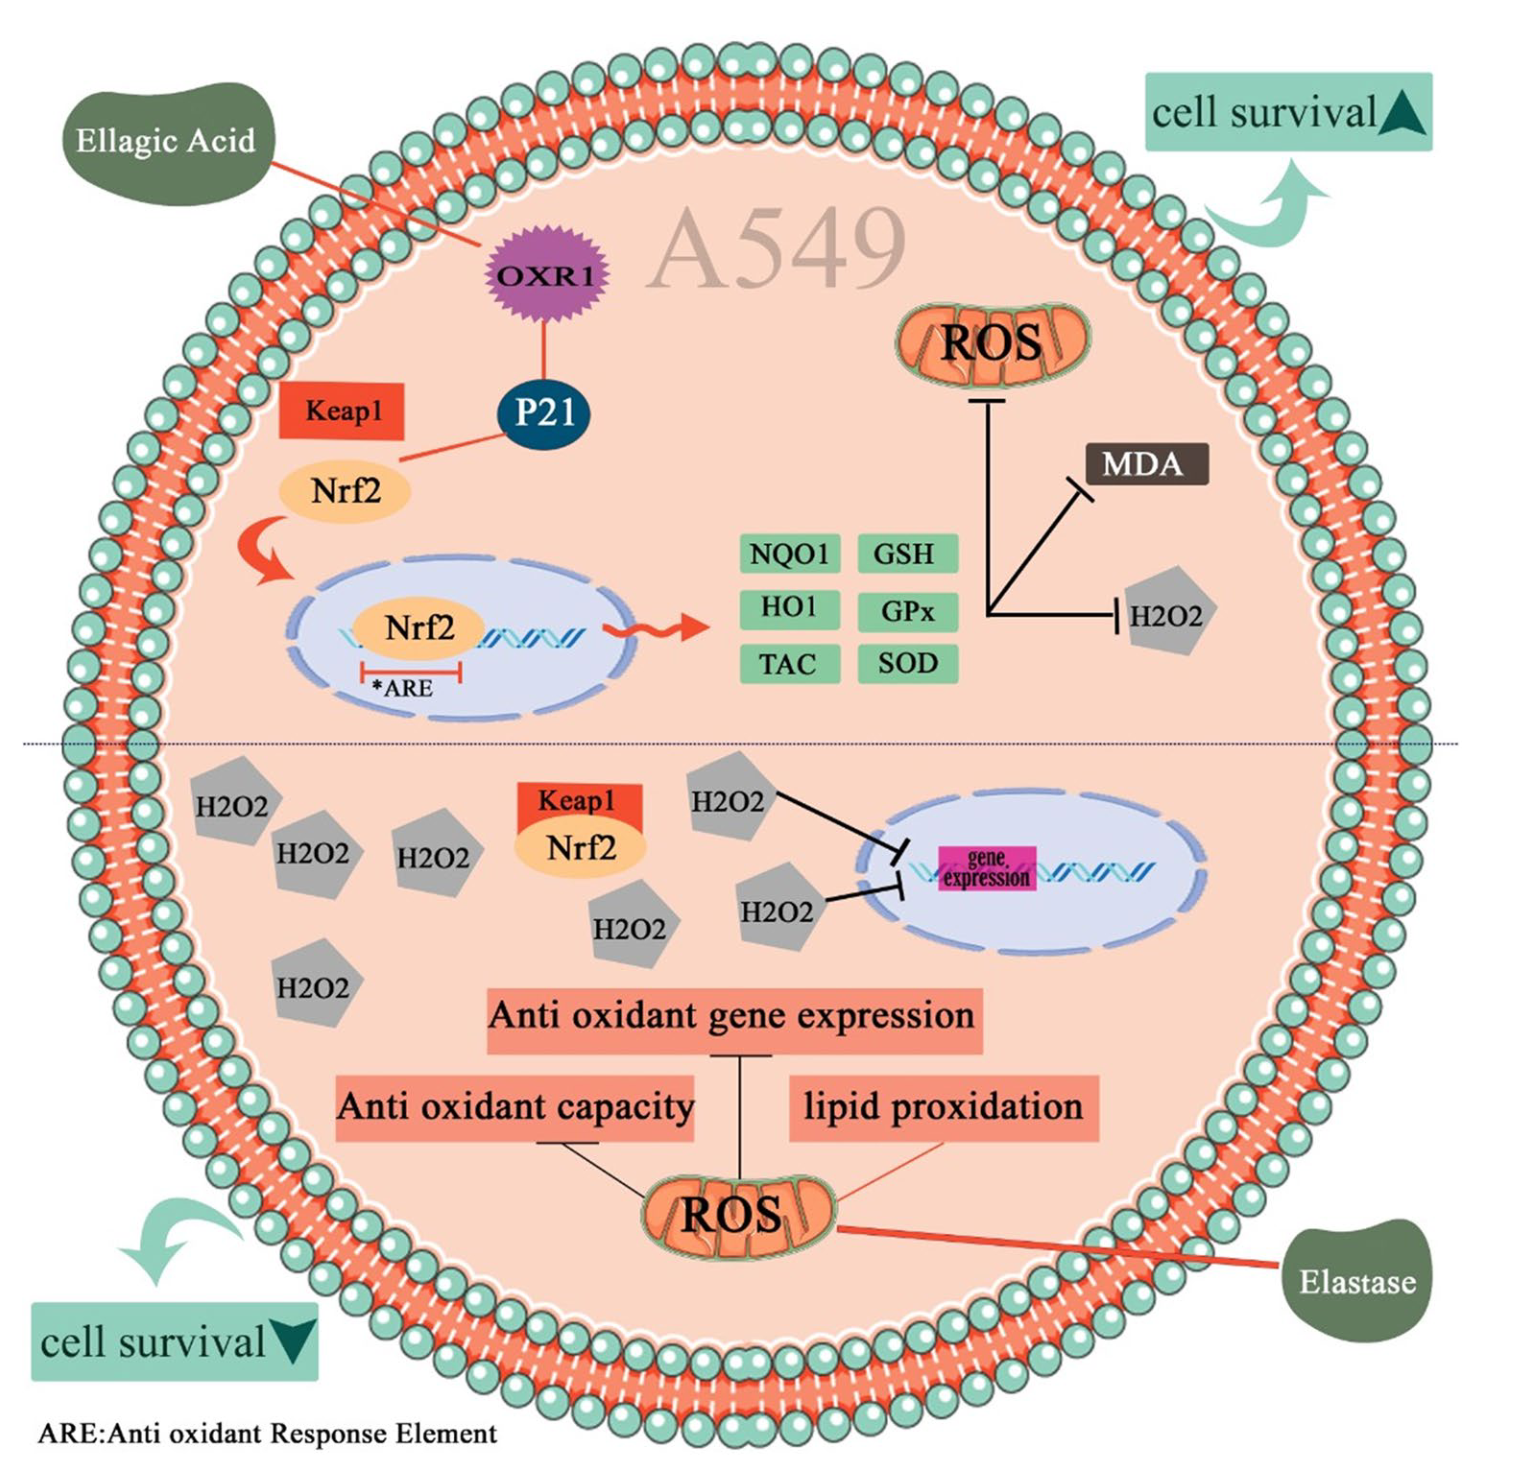 cell survival
Ellagic Acid
A549
OXR1
ROS
Keap1
P21
MDA
Nrf2
NQO1
GSH
HO1
GPx
H2O2
Nrf2
TAC
SOD
*ARE
H2O2
H2O2
H2O2
Keap1
Nrf2
H2O2
gene
expression
H2O2
H2O2
H2O2
Anti oxidant gene expression
Anti oxidant capacity
lipid proxidation
ROS
Elastase
cell survival
ARE:Anti oxidant Response Element